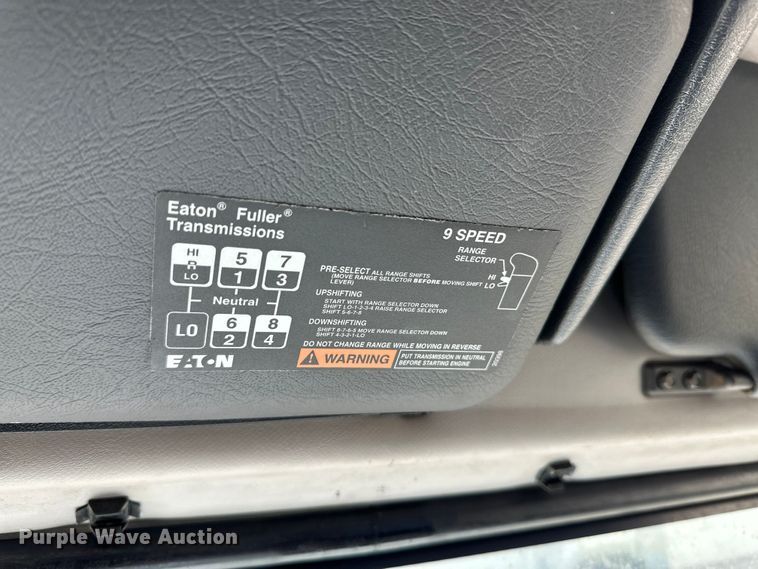 Eaton® Fuller®
Transmissions
9 SPEED
RANGE
SELECTOR
HI
LO
HI 5 7
R 1 3
LO
Neutral
LO 6 8
2 4
EATON
PRE-SELECT ALL RANGE SHIFTS
(MOVE RANGE SELECTOR BEFORE MOVING SHIFT
LEVER)
UPSHIFTING
START WITH RANGE SELECTOR DOWN
SHIFT LO-1-2-3-4 RAISE RANGE SELECTOR
SHIFT 5-6-7-8
DOWNSHIFTING
SHIFT 8-7-6-5 MOVE RANGE SELECTOR DOWN
SHIFT 4-3-2-1-LO
DO NOT CHANGE RANGE WHILE MOVING IN REVERSE
WARNING
PUT TRANSMISSION IN NEUTRAL
BEFORE STARTING ENGINE
Purple Wave Auction